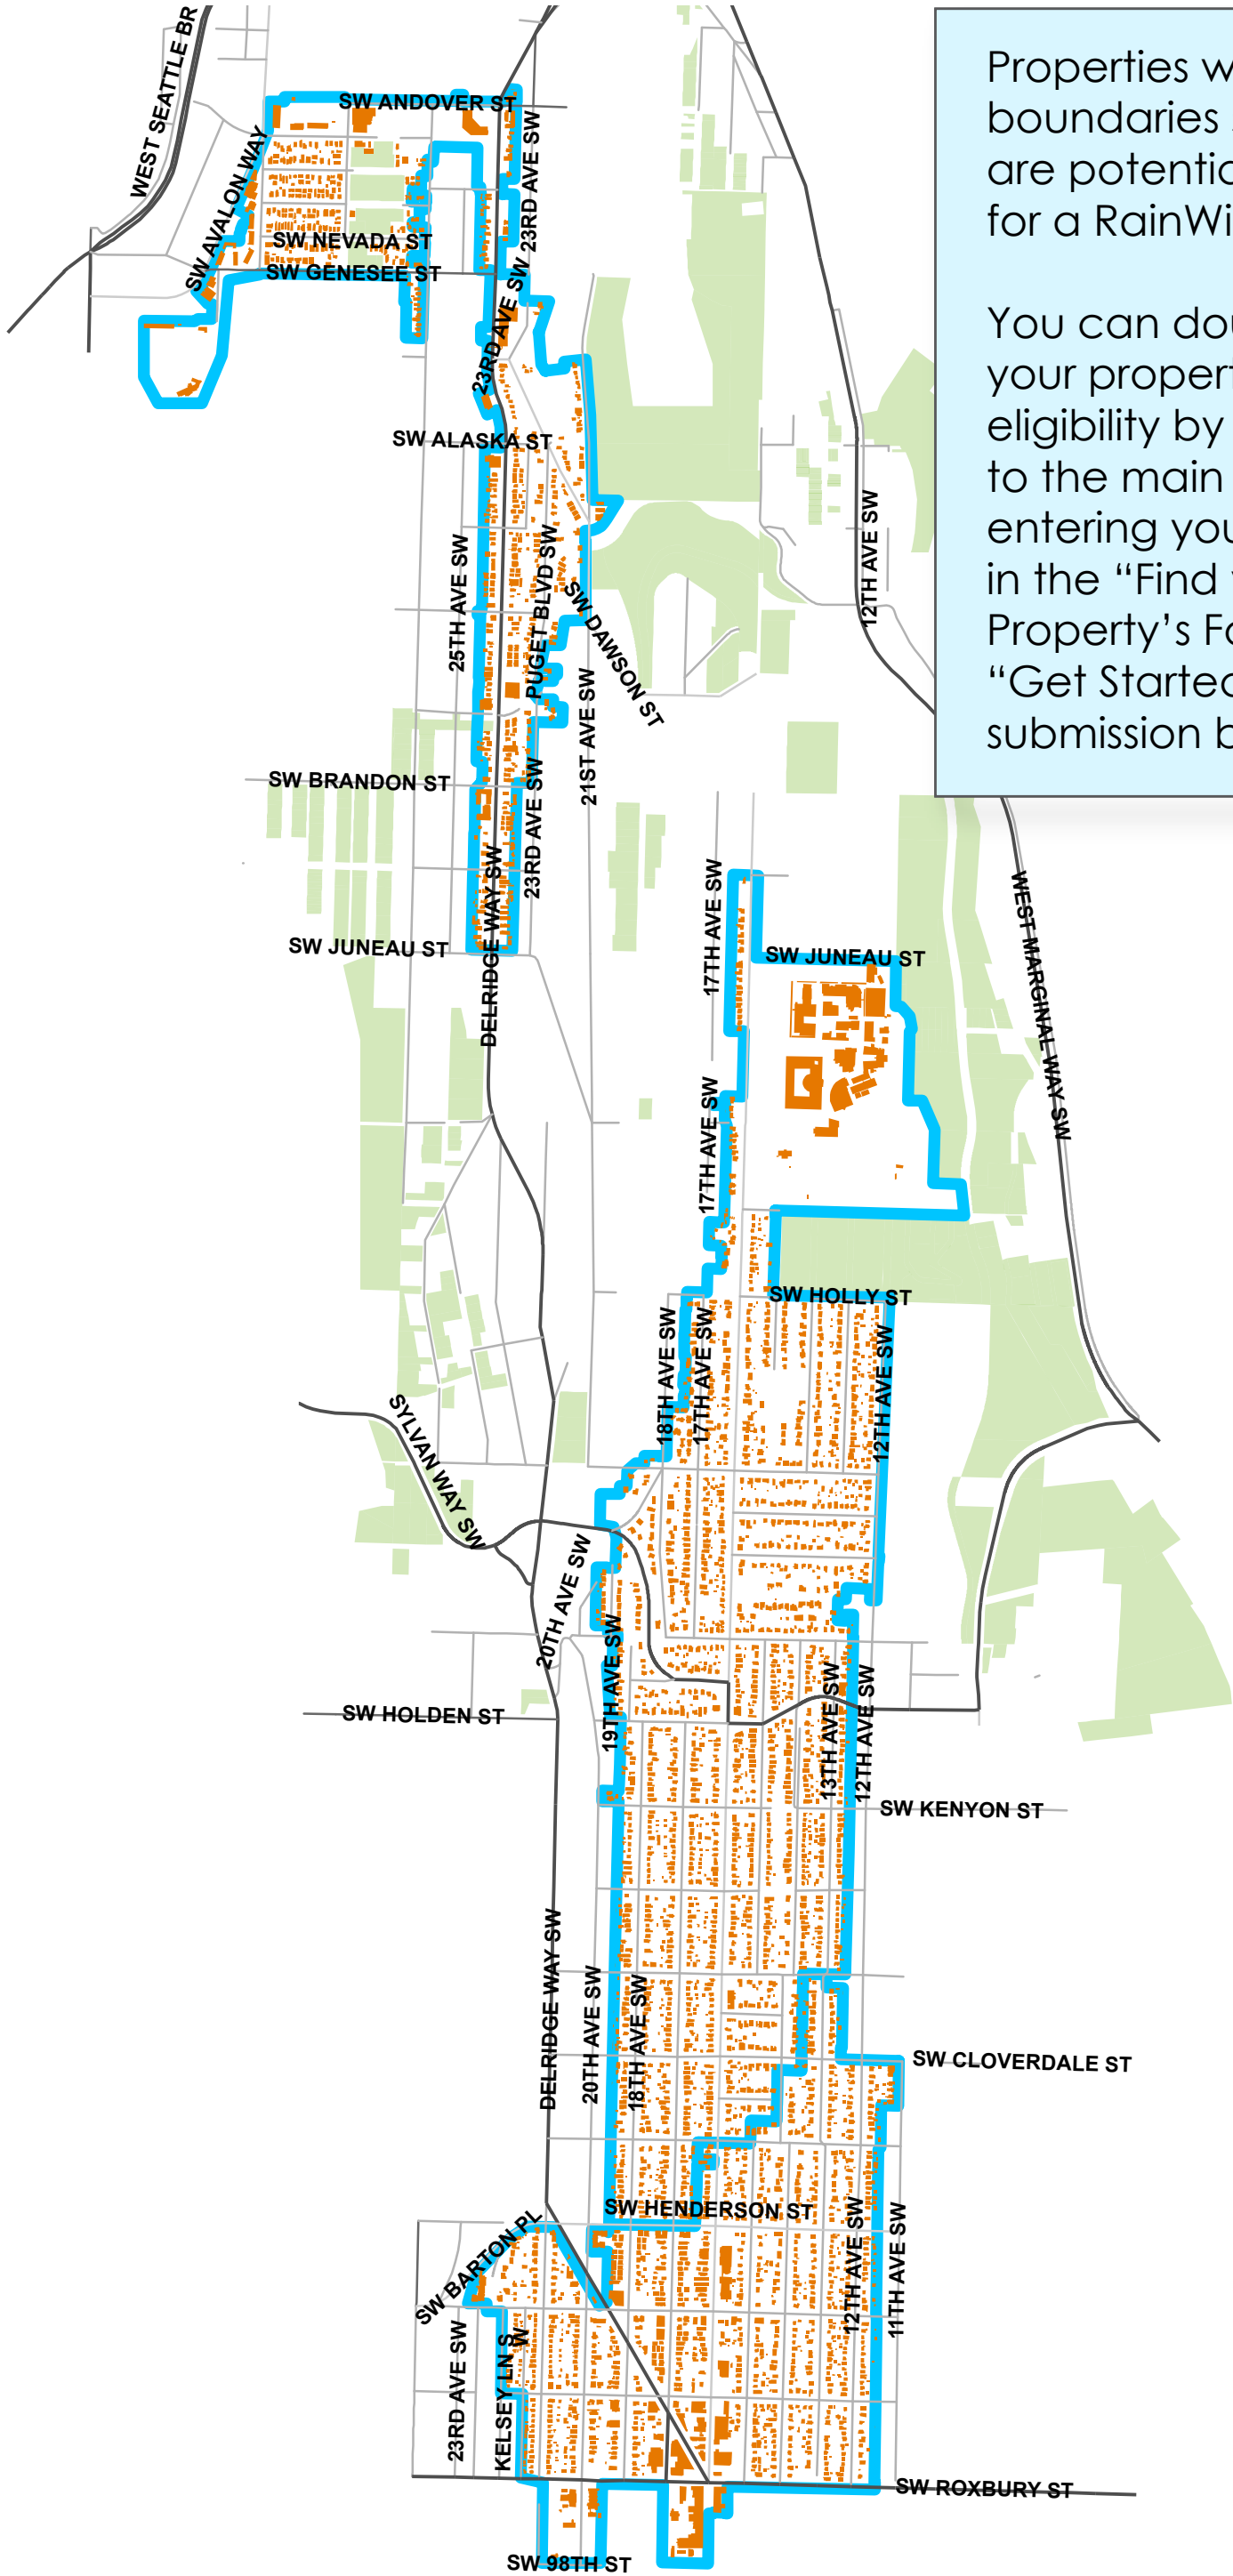 Properties w
boundaries
are potentia
for a RainWi
You can dou
your propert
eligibility by
to the main
entering you
in the “Find
Property’s Fa
“Get Started
submission b
WEST SEATTLE BR
SW ANDOVER ST
SW AVALON WAY
23RD AVE SW
SW NEVADA ST
SW GENESEE ST
23RD AVE SW
SW ALASKA ST
12TH AVE SW
25TH AVE SW
PUGET BLVD SW
SW DAWSON ST
21ST AVE SW
SW BRANDON ST
23RD AVE SW
DELRIDGE WAY SW
SW JUNEAU ST
17TH AVE SW
SW JUNEAU ST
WEST MARGINAL WAY SW
17TH AVE SW
SW HOLLY ST
18TH AVE SW
17TH AVE SW
12TH AVE SW
SYLVAN WAY SW
20TH AVE SW
19TH AVE SW
SW HOLDEN ST
13TH AVE SW
12TH AVE SW
SW KENYON ST
DELRIDGE WAY SW
20TH AVE SW
18TH AVE SW
SW CLOVERDALE ST
SW HENDERSON ST
SW BARTON PL
12TH AVE SW
11TH AVE SW
23RD AVE SW
KELSEY LN S
W
SW ROXBURY ST
SW 98TH ST